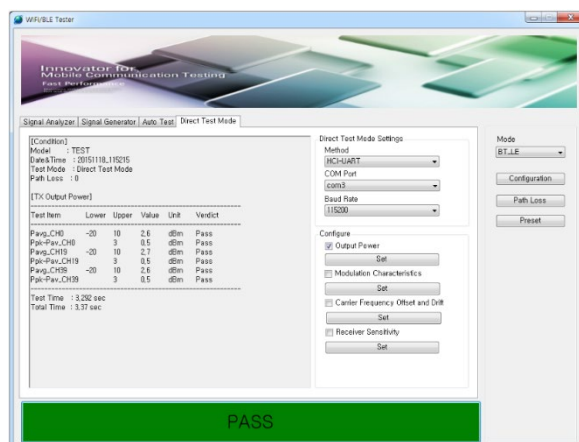 WiFi/BLE Tester
Innovator for
Mobile Communication Testing
Fast Performance
Signal Analyzer Signal Generator Auto Test Direct Test Mode
[Condition]
Model : TEST
Date&Time : 20151118_115215
Test Mode : Direct Test Mode
Path Loss : 0
[TX Output Power]
Test Item Lower Upper Value Unit Verdict
Pavg_CH0 -20 10 2.6 dBm Pass
Ppk-Pav_CH0 3 0.5 dBm Pass
Pavg_CH19 -20 10 2.7 dBm Pass
Ppk-Pav_CH19 3 0.5 dBm Pass
Pavg_CH39 -20 10 2.6 dBm Pass
Ppk-Pav_CH39 3 0.5 dBm Pass
Test Time : 3.292 sec
Total Time : 3.37 sec
Direct Test Mode Settings
Method
HCI-UART
COM Port
com3
Baud Rate
115200
Configure
Output Power
Set
Modulation Characteristics
Set
Carrier Frequency Offset and Drift
Set
Receiver Sensitivity
Set
Mode
BT_LE
Configuration
Path Loss
Preset
PASS